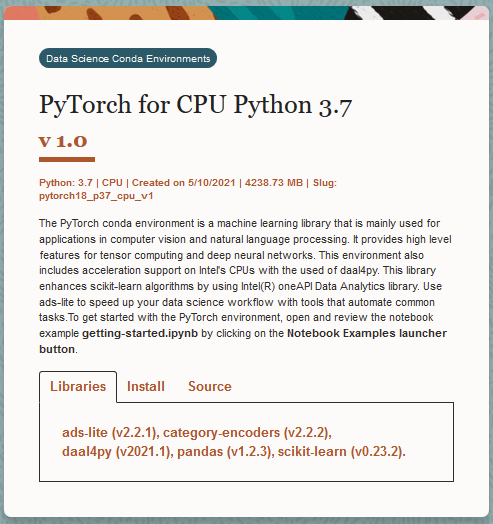 Data Science Conda Environments
PyTorch for CPU Python 3.7
v 1.0
Python: 3.7 | CPU | Created on 5/10/2021 | 4238.73 MB | Slug:
pytorch18_p37_cpu_v1
The PyTorch conda environment is a machine learning library that is mainly used for
applications in computer vision and natural language processing. It provides high level
features for tensor computing and deep neural networks. This environment also
includes acceleration support on Intel's CPUs with the used of daal4py. This library
enhances scikit-learn algorithms by using Intel(R) oneAPI Data Analytics library. Use
ads-lite to speed up your data science workflow with tools that automate common
tasks.To get started with the PyTorch environment, open and review the notebook
example getting-started.ipynb by clicking on the Notebook Examples launcher
button.
Libraries Install Source
ads-lite (v2.2.1), category-encoders (v2.2.2),
daal4py (v2021.1), pandas (v1.2.3), scikit-learn (v0.23.2).